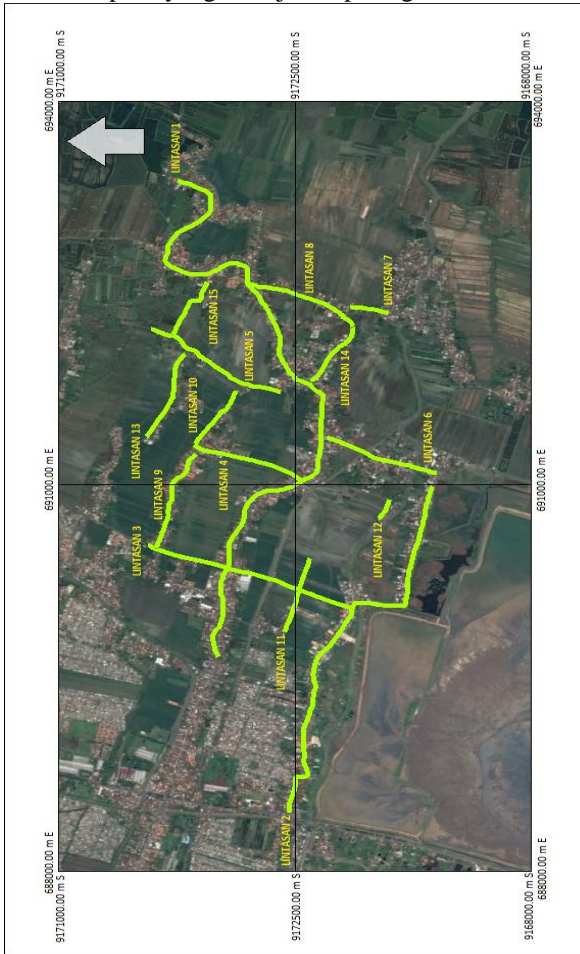 9171000.00 m S
9172500.00 m S
9168000.00 m S
694000.00 m E
694000.00 m E
LINTASAN 1
LINTASAN 8
LINTASAN 7
LINTASAN 15
LINTASAN 5
LINTASAN 14
LINTASAN 10
LINTASAN 13
LINTASAN 6
LINTASAN 9
LINTASAN 4
691000.00 m E
691000.00 m E
LINTASAN 3
LINTASAN 12
LINTASAN 11
LINTASAN 2
688000.00 m E
688000.00 m E
9171000.00 m S
9172500.00 m S
9168000.00 m S